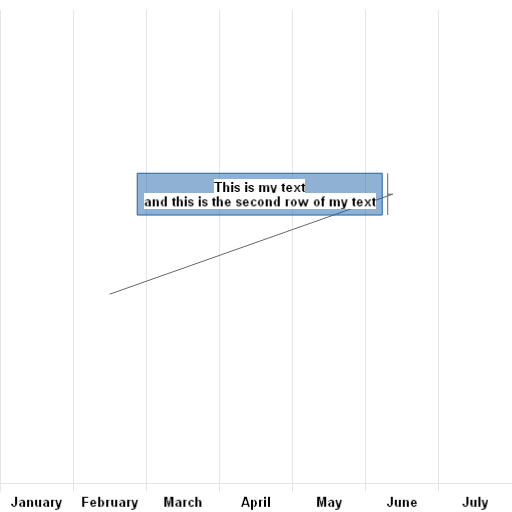 This is my text
and this is the second row of my text
January February March April May June July